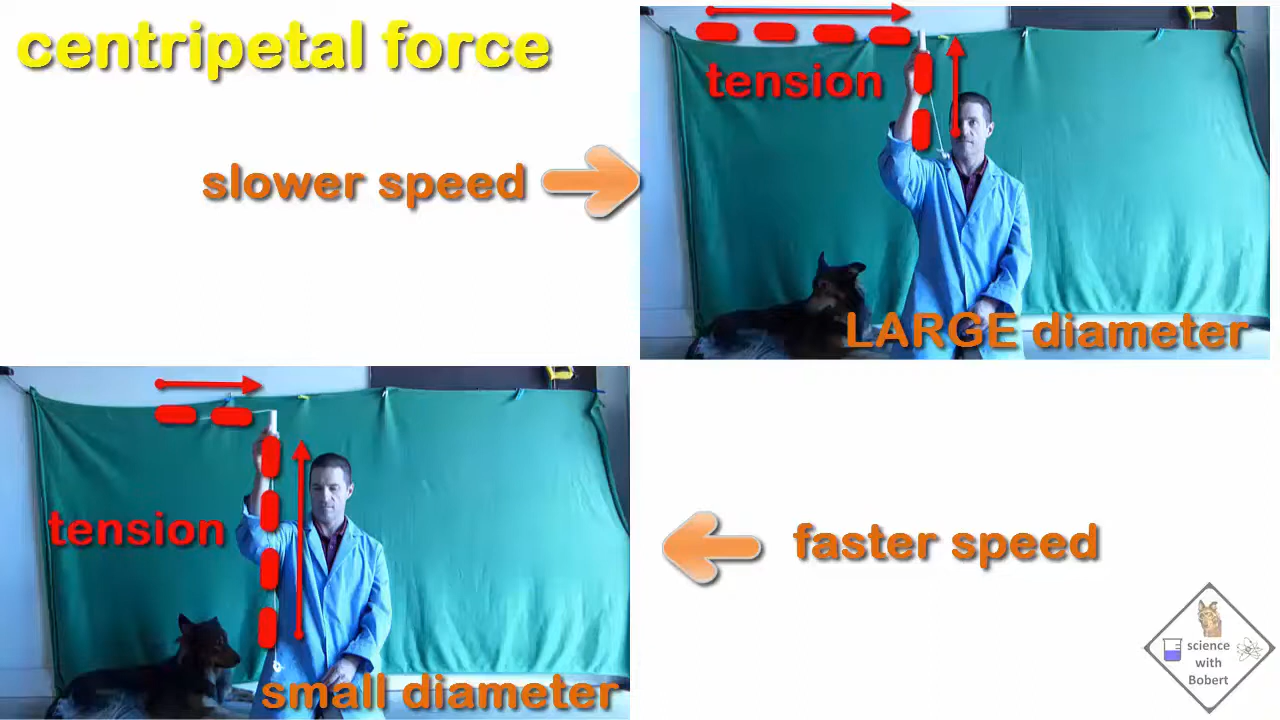 centripetal force
tension
slower speed
LARGE diameter
tension
faster speed
small diameter
science
with
Bobert